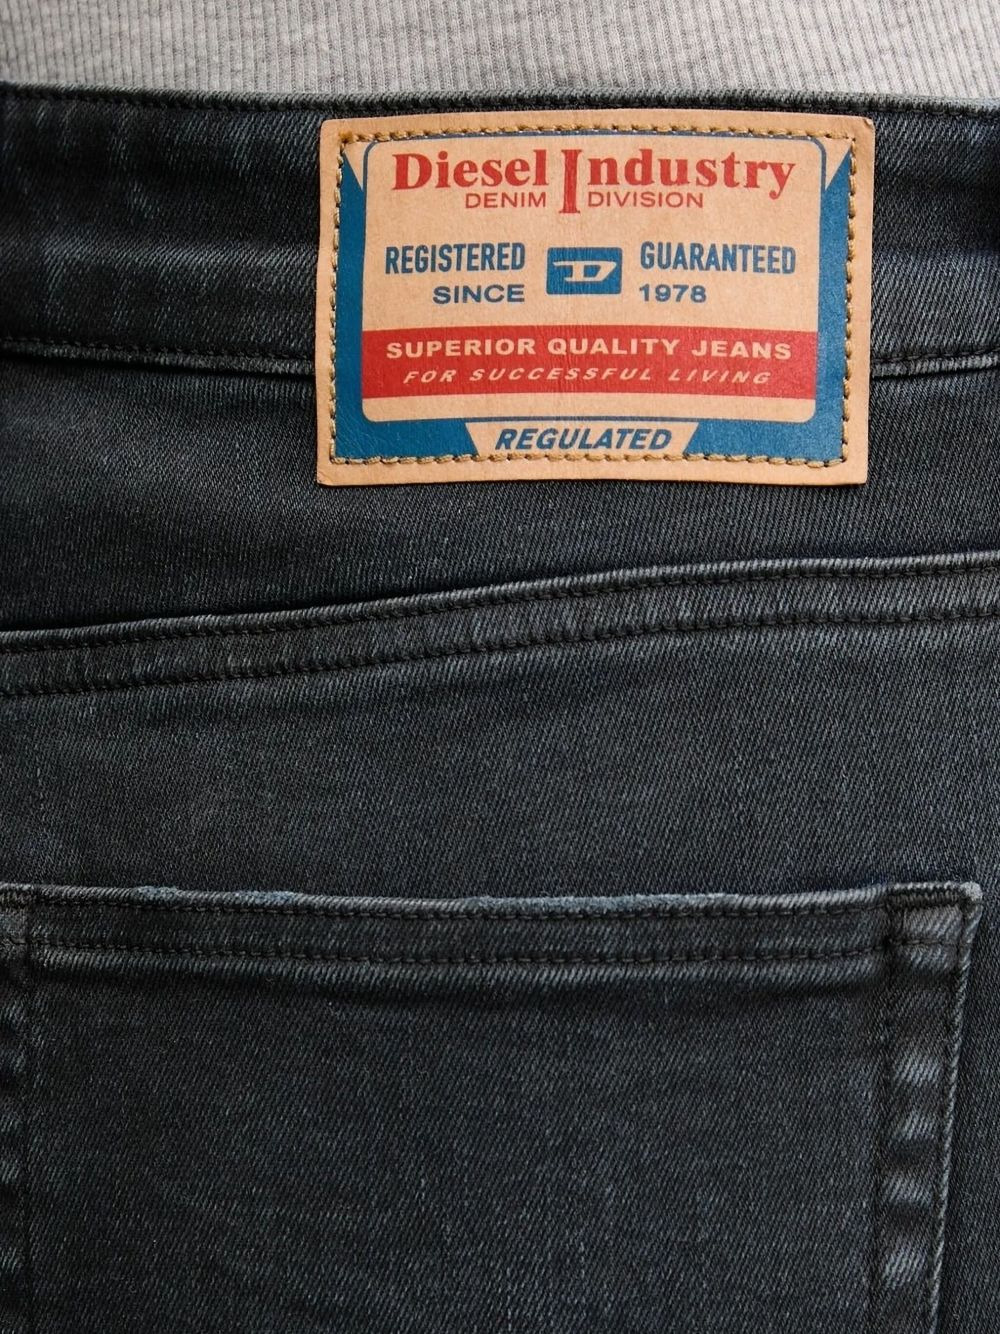 Diesel Industry
DENIM DIVISION
REGISTERED D GUARANTEED
SINCE 1978
SUPERIOR QUALITY JEANS
FOR SUCCESSFUL LIVING
REGULATED